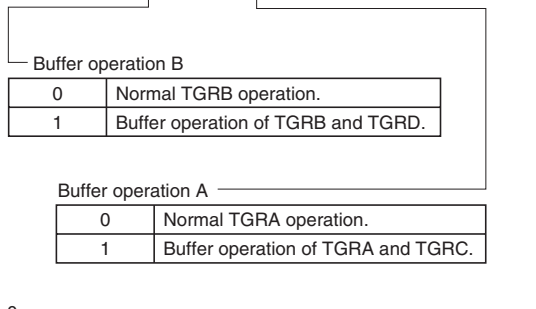 Buffer operation B
0 Normal TGRB operation.
1 Buffer operation of TGRB and TGRD.
Buffer operation A
0 Normal TGRA operation.
1 Buffer operation of TGRA and TGRC.